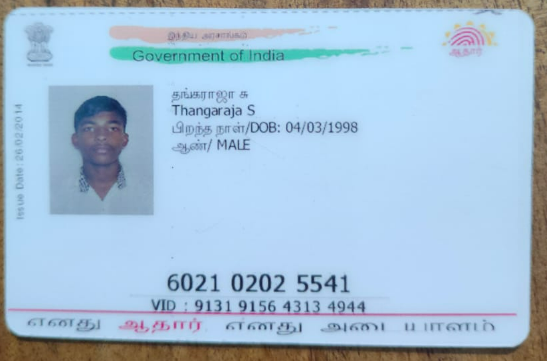 இந்திய அரசாங்கம்
Government of India
ஆதார்
Issue Date: 26/02/2014
தங்கராஜா சு
Thangaraja S
பிறந்த நாள்/DOB: 04/03/1998
ஆண்/ MALE
6021 0202 5541
VID : 9131 9156 4313 4944
எனது ஆதார் எனது அடையாளம்